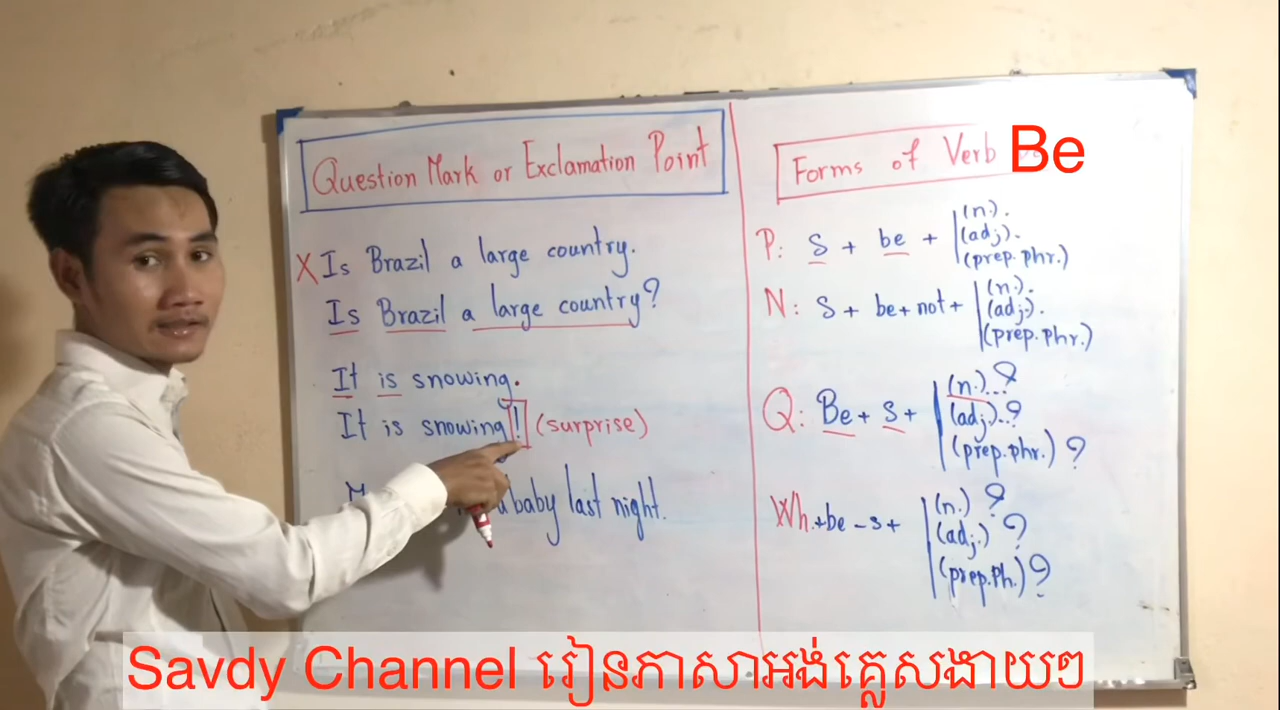 Question Mark or Exclamation Point
X Is Brazil a large country.
Is Brazil a large country?
It is snowing.
It is snowing! (surprise)
baby last night.
Forms of Verb Be
P: S + be + (n.).
(adj).
(prep. phr.)
N: S + be + not + (n.).
(adj.).
(prep. phr.)
Q: Be + S + (n.)..?
(adj.)..?
(prep. phr.) ?
Wh. + be - s + (n.) ?
(adj.) ?
(prep. ph.) ?
Savdy Channel រៀនភាសាអង់គ្លេសងាយៗ